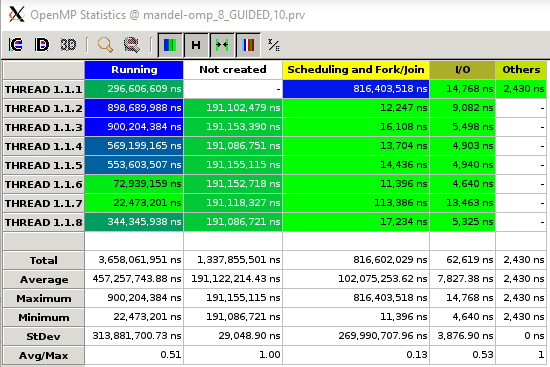 OpenMP Statistics @ mandel-omp_8_GUIDED,10.prv
3D H H Σ/E
Running Not created Scheduling and Fork/Join I/O Others
THREAD 1.1.1 296,606,609 ns - 816,403,518 ns 14,768 ns 2,430 ns
THREAD 1.1.2 898,689,988 ns 191,102,479 ns 12,247 ns 9,082 ns -
THREAD 1.1.3 900,204,384 ns 191,153,390 ns 16,108 ns 5,498 ns -
THREAD 1.1.4 569,199,165 ns 191,086,751 ns 13,704 ns 4,903 ns -
THREAD 1.1.5 553,603,507 ns 191,155,115 ns 14,436 ns 4,940 ns -
THREAD 1.1.6 72,939,159 ns 191,152,718 ns 11,396 ns 4,640 ns -
THREAD 1.1.7 22,473,201 ns 191,118,327 ns 113,386 ns 13,463 ns -
THREAD 1.1.8 344,345,938 ns 191,086,721 ns 17,234 ns 5,325 ns -
Total 3,658,061,951 ns 1,337,855,501 ns 816,602,029 ns 62,619 ns 2,430 ns
Average 457,257,743.88 ns 191,122,214.43 ns 102,075,253.62 ns 7,827.38 ns 2,430 ns
Maximum 900,204,384 ns 191,155,115 ns 816,403,518 ns 14,768 ns 2,430 ns
Minimum 22,473,201 ns 191,086,721 ns 11,396 ns 4,640 ns 2,430 ns
StDev 313,881,700.73 ns 29,048.90 ns 269,990,707.96 ns 3,876.90 ns 0 ns
Avg/Max 0.51 1.00 0.13 0.53 1